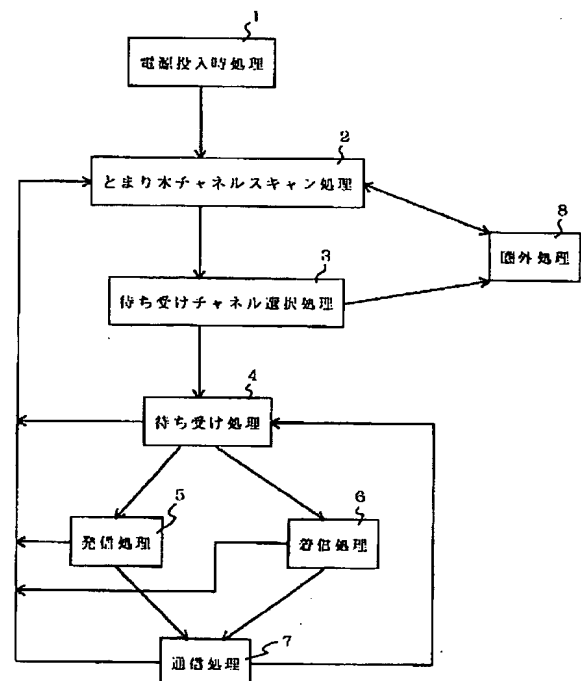 1
電源投入時処理
2
とまり木チャネルスキャン処理
8
圏外処理
3
待ち受けチャネル選択処理
4
待ち受け処理
5
発信処理
6
着信処理
7
通信処理